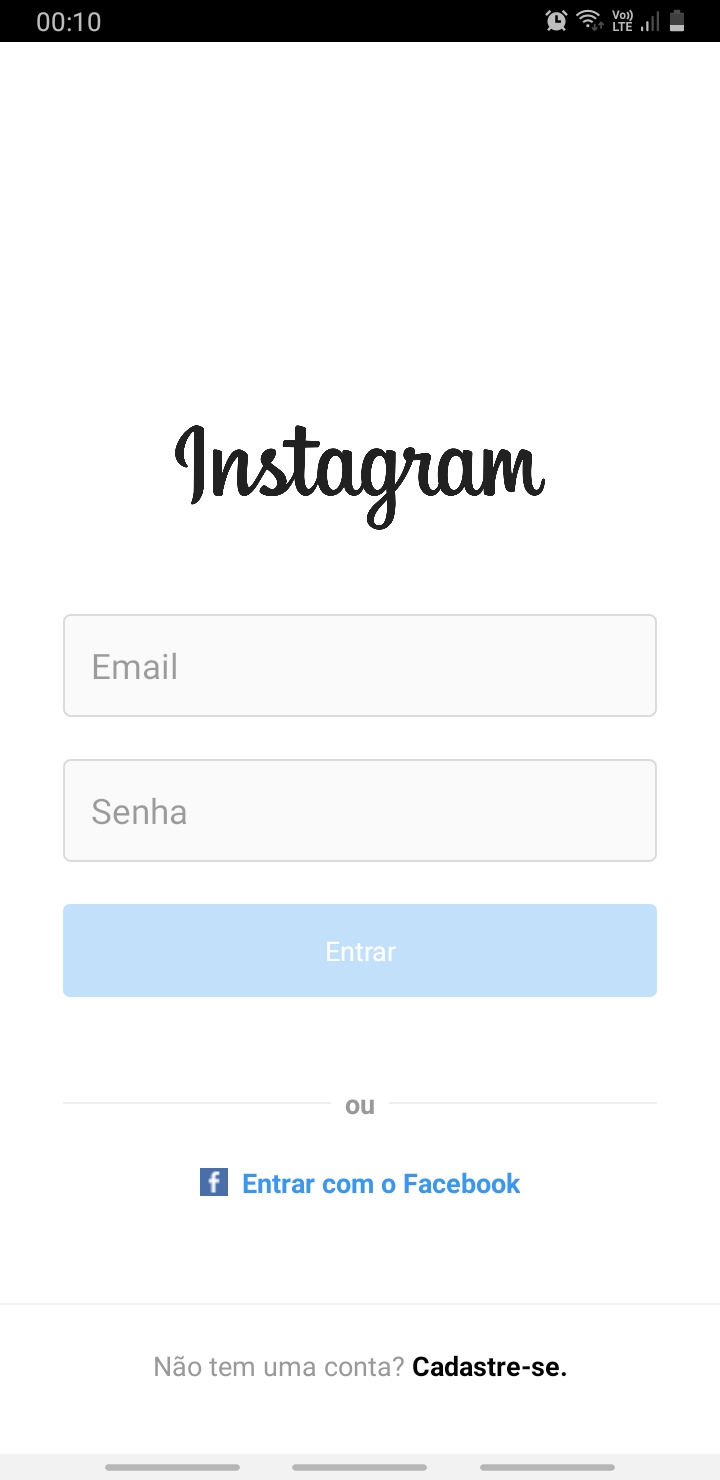 00:10
Vo))
LTE
Instagram
Email
Senha
Entrar
ou
f Entrar com o Facebook
Não tem uma conta? Cadastre-se.